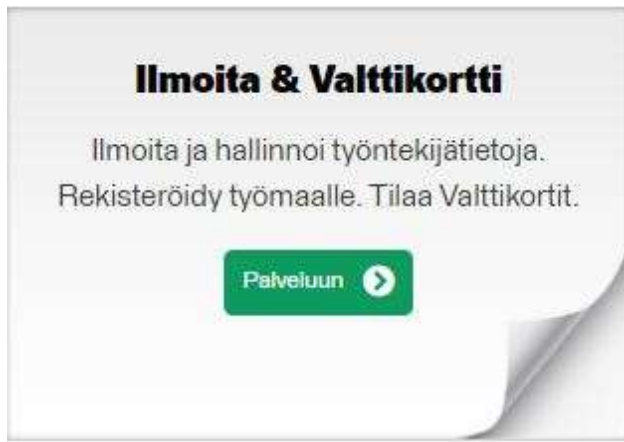 Ilmoita & Valttikortti
Ilmoita ja hallinnoi työntekijätietoja.
Rekisteröidy työmaalle. Tilaa Valttikortit.
Palveluun